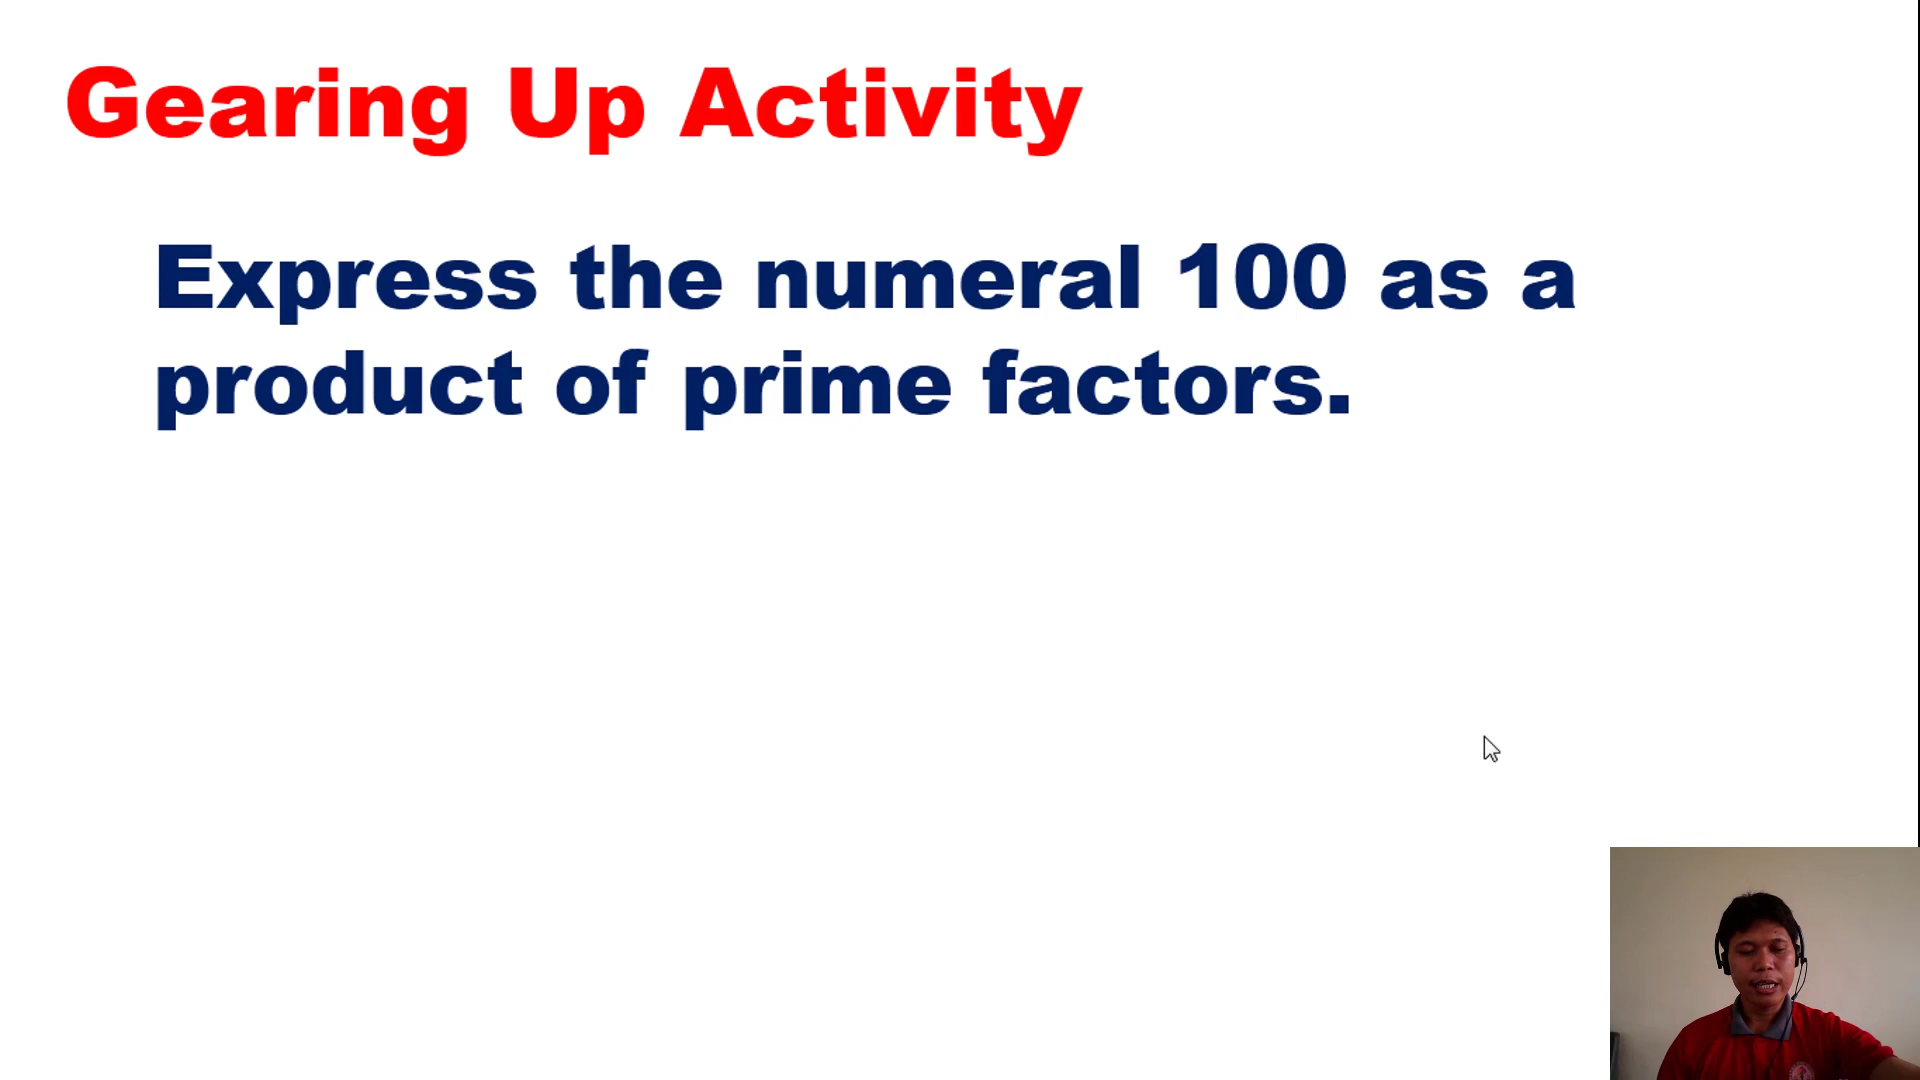 Gearing Up Activity
Express the numeral 100 as a
product of prime factors.